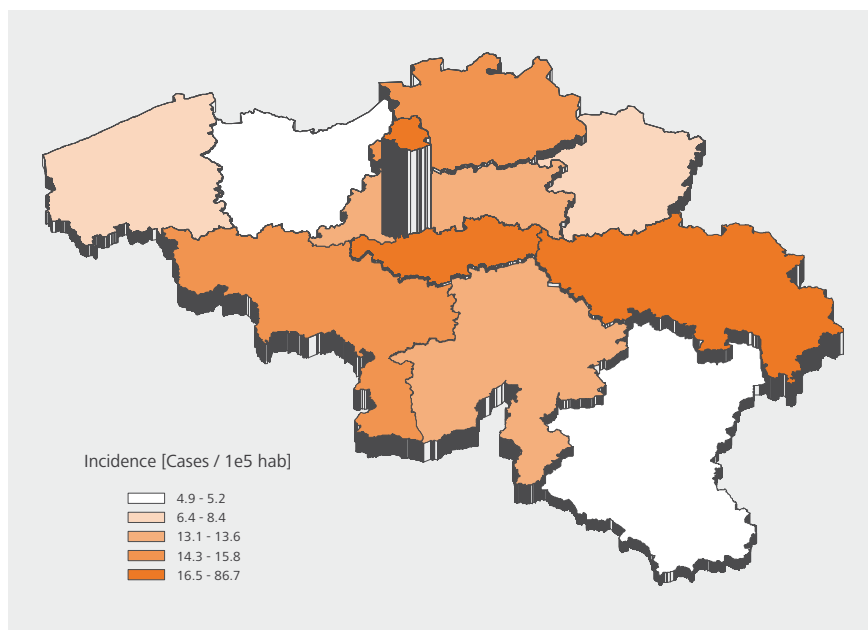 Incidence [Cases / 1e5 hab]
4.9 - 5.2
6.4 - 8.4
13.1 - 13.6
14.3 - 15.8
16.5 - 86.7